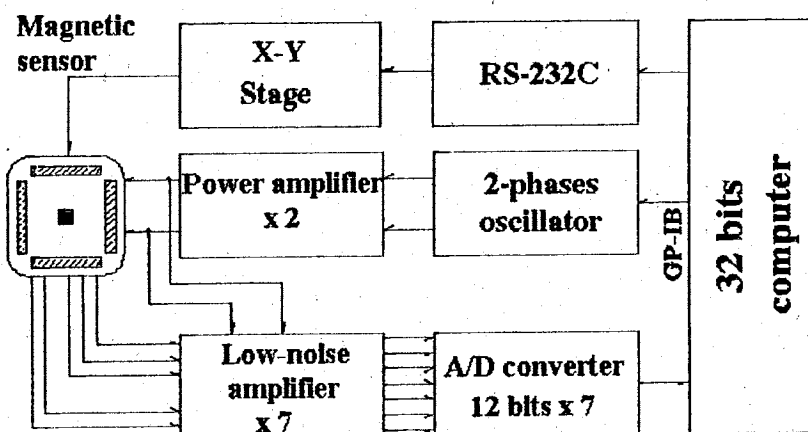 Magnetic
sensor
X-Y
Stage
RS-232C
Power amplifier
x 2
2-phases
oscillator
GP-IB
32 bits
computer
Low-noise
amplifier
x 7
A/D converter
12 bits x 7